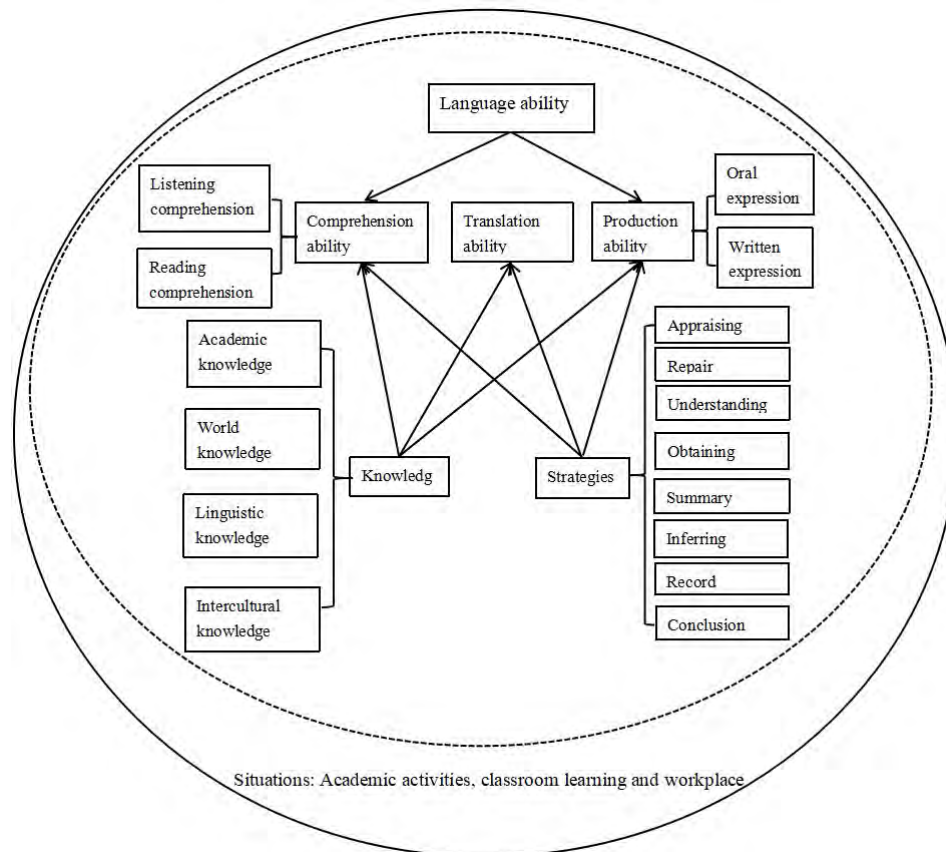 Language ability
Listening
comprehension
Reading
comprehension
Comprehension
ability
Translation
ability
Production
ability
Oral
expression
Written
expression
Academic
knowledge
World
knowledge
Linguistic
knowledge
Intercultural
knowledge
Knowledg
Strategies
Appraising
Repair
Understanding
Obtaining
Summary
Inferring
Record
Conclusion
Situations: Academic activities, classroom learning and workplace